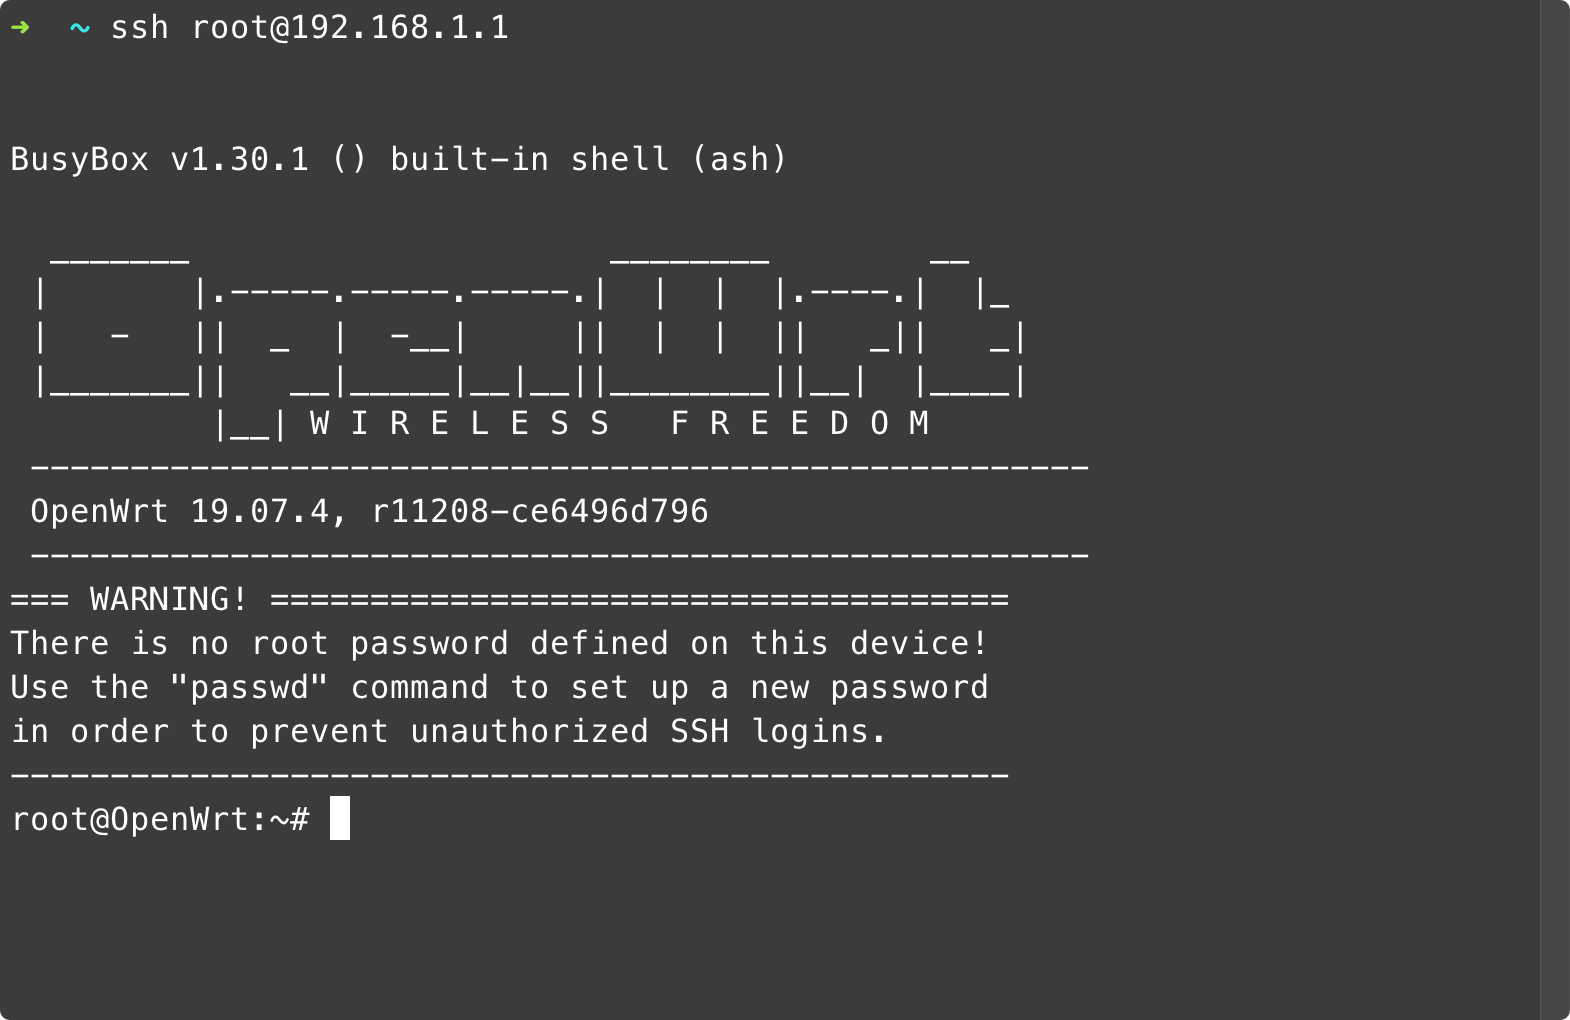 ➜  ~ ssh root@192.168.1.1
BusyBox v1.30.1 () built-in shell (ash)
  _______                     ________        __
 |       |.-----.-----.-----.|  |  |  |.----.|  |_
 |   -   ||  _  |  -__|     ||  |  |  ||   _||   _|
 |_______||   __|_____|__|__||________||__|  |____|
          |__| W I R E L E S S   F R E E D O M
 -----------------------------------------------------
 OpenWrt 19.07.4, r11208-ce6496d796
 -----------------------------------------------------
=== WARNING! =====================================
There is no root password defined on this device!
Use the "passwd" command to set up a new password
in order to prevent unauthorized SSH logins.
--------------------------------------------------
root@OpenWrt:~#